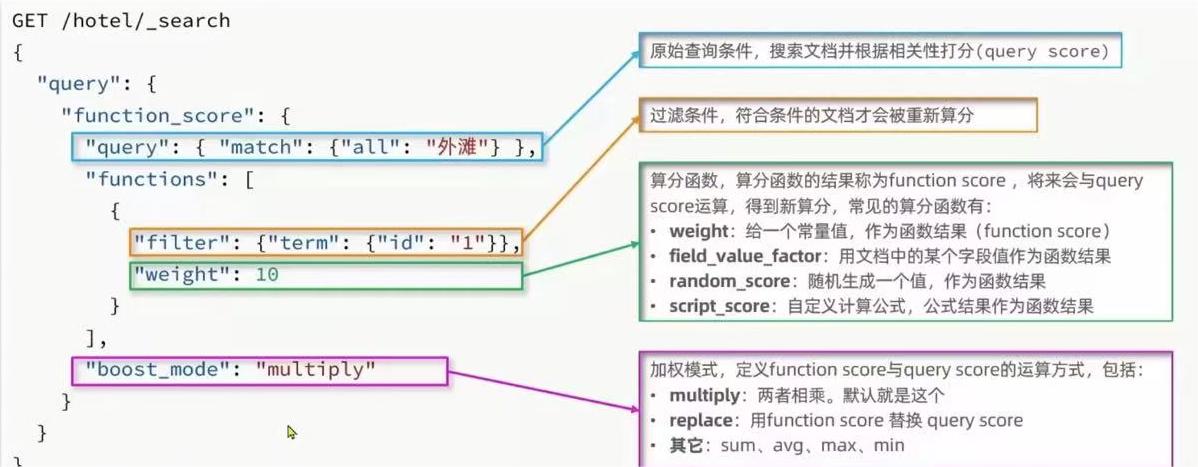 GET /hotel/_search
{
"query": {
"function_score": {
"query": { "match": {"all": "外滩"} },
"functions": [
{
"filter": {"term": {"id": "1"}},
"weight": 10
}
],
"boost_mode": "multiply"
}
}
}
原始查询条件，搜索文档并根据相关性打分(query score)
过滤条件，符合条件的文档才会被重新算分
算分函数，算分函数的结果称为function score ，将来会与query
score运算，得到新算分，常见的算分函数有：
• weight：给一个常量值，作为函数结果（function score）
• field_value_factor：用文档中的某个字段值作为函数结果
• random_score：随机生成一个值，作为函数结果
• script_score：自定义计算公式，公式结果作为函数结果
加权模式，定义function score与query score的运算方式，包括：
• multiply：两者相乘。默认就是这个
• replace：用function score 替换 query score
• 其它：sum、avg、max、min